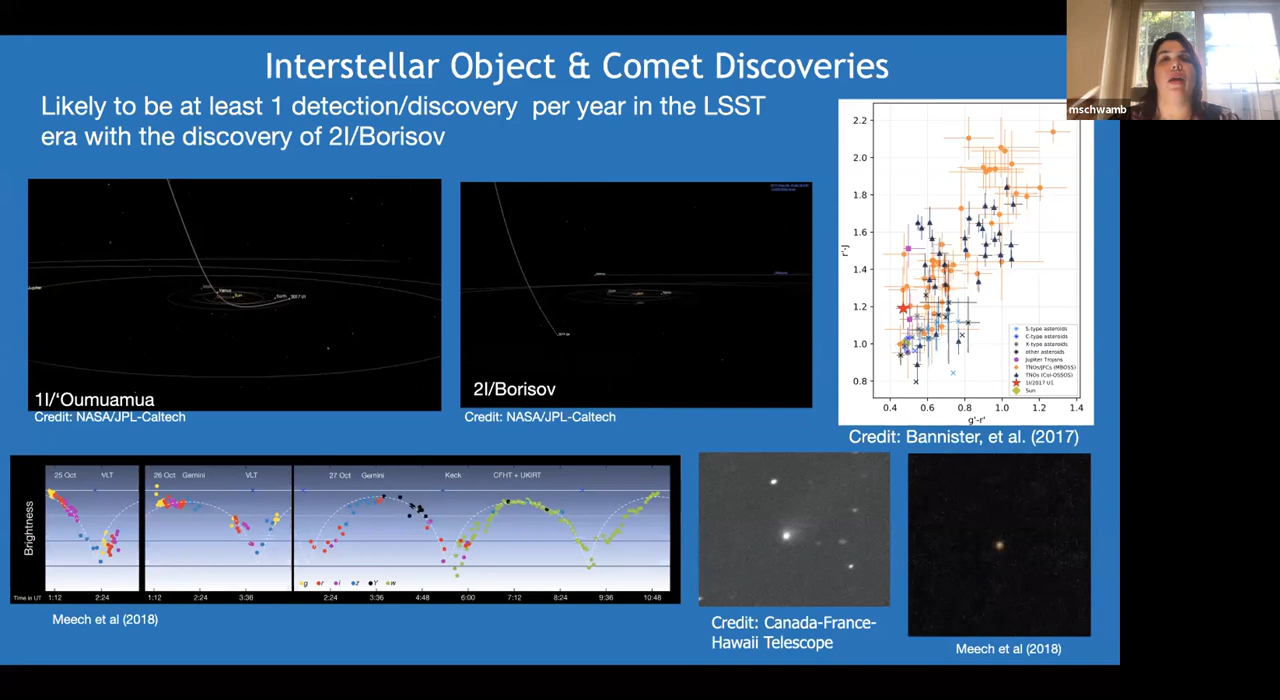 Interstellar Object & Comet Discoveries
mschwamb
Likely to be at least 1 detection/discovery per year in the LSST
era with the discovery of 2I/Borisov
Jupiter
Venus
Sun
Earth
2017 U1
1I/‘Oumuamua
Credit: NASA/JPL-Caltech
2I/Borisov
Credit: NASA/JPL-Caltech
2.2
2.0
1.8
1.6
1.4
1.2
1.0
0.8
r'-J
0.4 0.6 0.8 1.0 1.2 1.4
g'-r'
S-type asteroids
C-type asteroids
X-type asteroids
other asteroids
Jupiter Trojans
TNOs/JFCs (MBOSS)
TNOs (Col-OSSOS)
1I/2017 U1
Sun
Credit: Bannister, et al. (2017)
Brightness
25 Oct VLT 26 Oct Gemini VLT 27 Oct Gemini Keck CFHT + UKIRT
g r i z Y w
Time in UT 1:12 2:24 1:12 2:24 3:36 2:24 3:36 4:48 6:00 7:12 8:24 9:36 10:48
Meech et al (2018)
Credit: Canada-France-
Hawaii Telescope
Meech et al (2018)